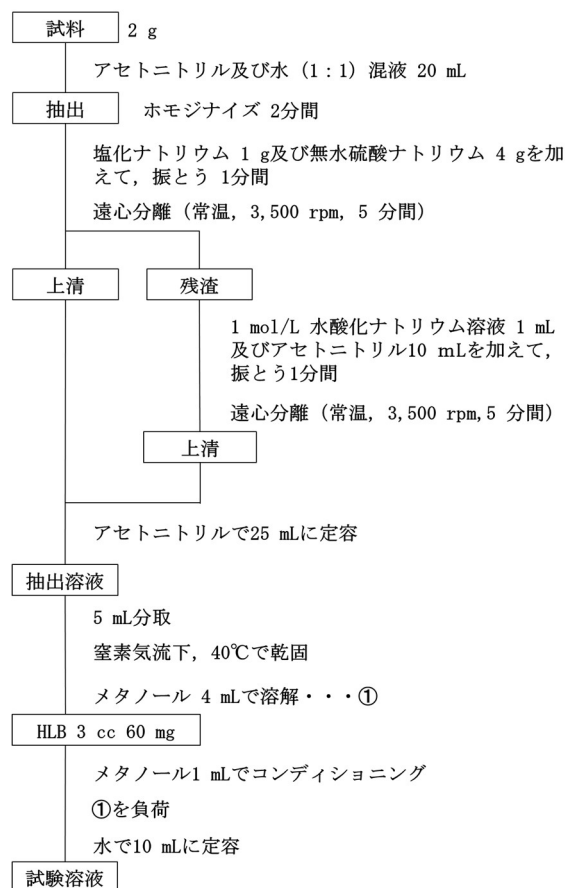 試料 2 g
アセトニトリル及び水（1：1）混液 20 mL
抽出 ホモジナイズ 2分間
塩化ナトリウム 1 g及び無水硫酸ナトリウム 4 gを加
えて，振とう 1分間
遠心分離（常温，3,500 rpm，5 分間）
上清 残渣
1 mol/L 水酸化ナトリウム溶液 1 mL
及びアセトニトリル10 mLを加えて，
振とう1分間
遠心分離（常温，3,500 rpm,5 分間）
上清
アセトニトリルで25 mLに定容
抽出溶液
5 mL分取
窒素気流下，40℃で乾固
メタノール 4 mLで溶解・・・①
HLB 3 cc 60 mg
メタノール1 mLでコンディショニング
①を負荷
水で10 mLに定容
試験溶液